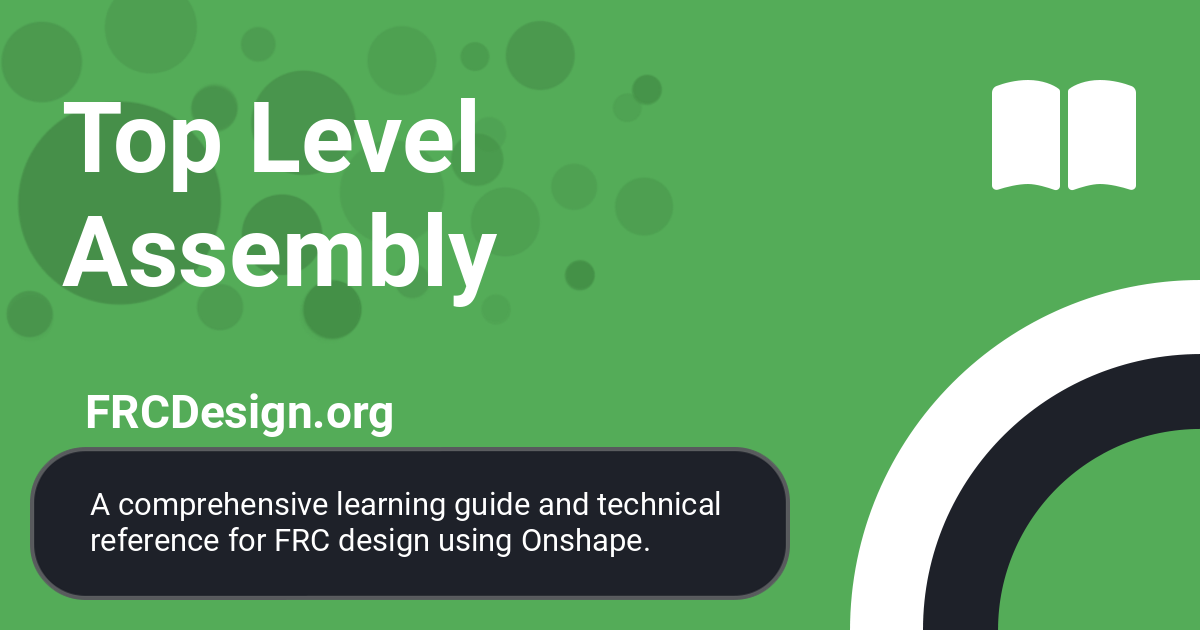 Top Level
Assembly
FRCDesign.org
A comprehensive learning guide and technical
reference for FRC design using Onshape.